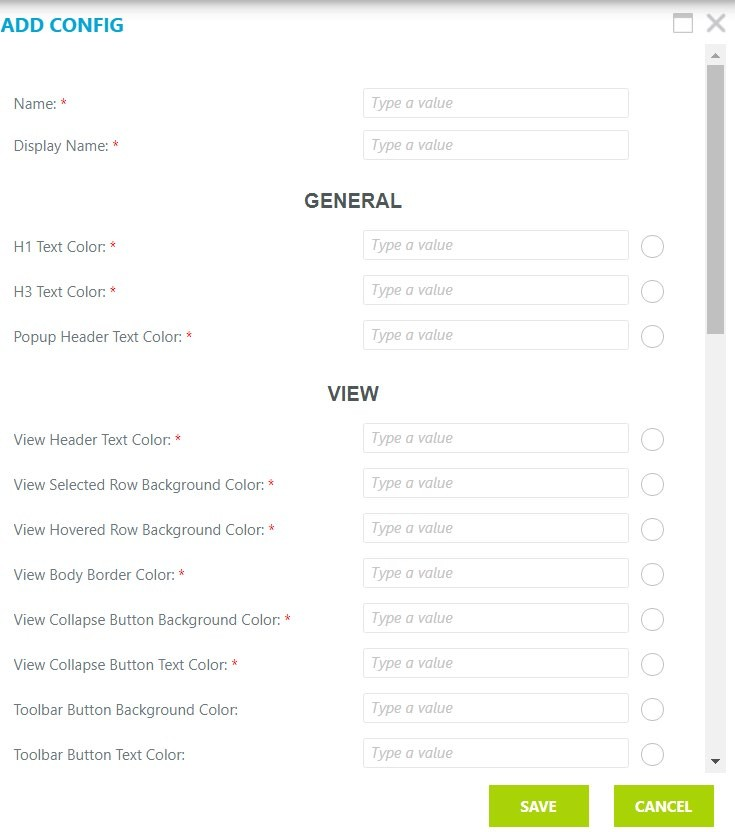 ADD CONFIG
Name: * Type a value
Display Name: * Type a value
GENERAL
H1 Text Color: * Type a value
H3 Text Color: * Type a value
Popup Header Text Color: * Type a value
VIEW
View Header Text Color: * Type a value
View Selected Row Background Color: * Type a value
View Hovered Row Background Color: * Type a value
View Body Border Color: * Type a value
View Collapse Button Background Color: * Type a value
View Collapse Button Text Color: * Type a value
Toolbar Button Background Color: Type a value
Toolbar Button Text Color: Type a value
SAVE CANCEL